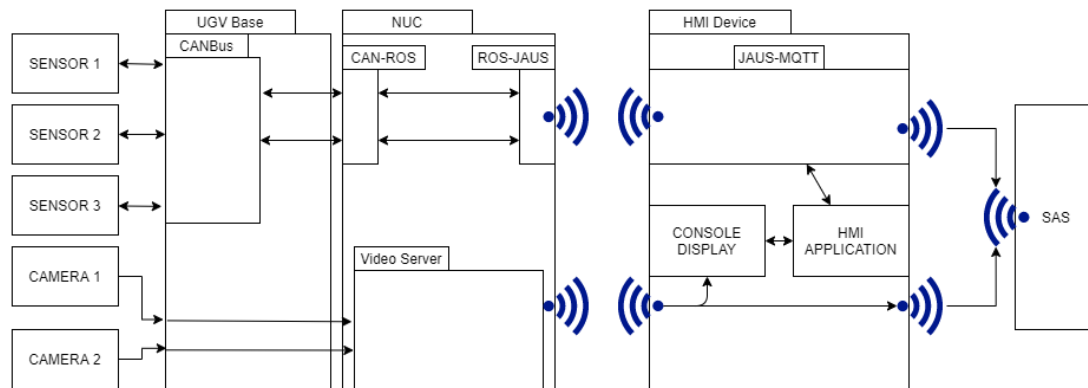 UGV Base
NUC
HMI Device
CANBus
CAN-ROS
ROS-JAUS
JAUS-MQTT
SENSOR 1
SENSOR 2
SENSOR 3
CONSOLE
DISPLAY
HMI
APPLICATION
SAS
Video Server
CAMERA 1
CAMERA 2